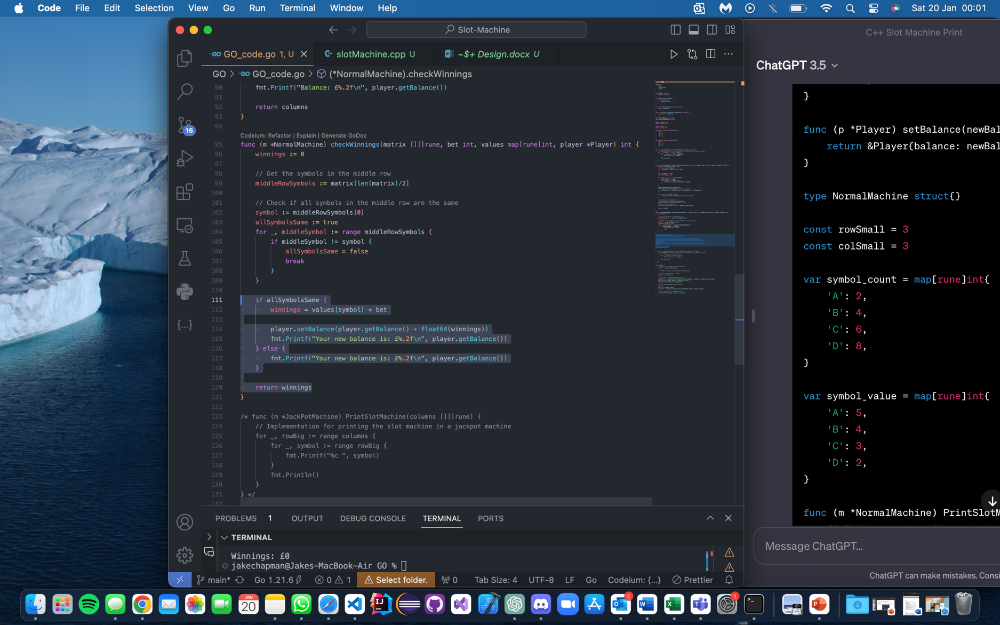 Code File Edit Selection View Go Run Terminal Window Help Sat 20 Jan 00:01
Slot-Machine
GO_code.go 1, U slotMachine.cpp U ~$+ Design.docx U
GO > GO_code.go > (*NormalMachine).checkWinnings
90 fmt.Printf("Balance: £%.2f\n", player.getBalance())
91
92 return columns
93 }
94
Codeium: Refactor | Explain | Generate GoDoc
95 func (m *NormalMachine) checkWinnings(matrix [][]rune, bet int, values map[rune]int, player *Player) int {
96 winnings := 0
97
98 // Get the symbols in the middle row
99 middleRowSymbols := matrix[len(matrix)/2]
100
101 // Check if all symbols in the middle row are the same
102 symbol := middleRowSymbols[0]
103 allSymbolsSame := true
104 for _, middleSymbol := range middleRowSymbols {
105 if middleSymbol != symbol {
106 allSymbolsSame = false
107 break
108 }
109 }
110
111 if allSymbolsSame {
112 winnings = values[symbol] * bet
113
114 player.setBalance(player.getBalance() + float64(winnings))
115 fmt.Printf("Your new balance is: £%.2f\n", player.getBalance())
116 } else {
117 fmt.Printf("Your new balance is: £%.2f\n", player.getBalance())
118 }
119
120 return winnings
121 }
122
123 /* func (m *JackPotMachine) PrintSlotMachine(columns [][]rune) {
124 // Implementation for printing the slot machine in a jackpot machine
125 for _, rowBig := range columns {
126 for _, symbol := range rowBig {
127 fmt.Printf("%c ", symbol)
128 }
129 fmt.Println()
130 }
131 } */
132
16
PROBLEMS 1 OUTPUT DEBUG CONSOLE TERMINAL PORTS
TERMINAL
Winnings: £0
jakechapman@Jakes-MacBook-Air GO %
main* Go 1.21.6 0 1 Select folder. 0 Tab Size: 4 UTF-8 LF Go Codeium: {...} Prettier
C++ Slot Machine Print
ChatGPT 3.5
}
func (p *Player) setBalance(newBal
return &Player{balance: newBal
}
type NormalMachine struct{}
const rowSmall = 3
const colSmall = 3
var symbol_count = map[rune]int{
'A': 2,
'B': 4,
'C': 6,
'D': 8,
}
var symbol_value = map[rune]int{
'A': 5,
'B': 4,
'C': 3,
'D': 2,
}
func (m *NormalMachine) PrintSlotM
Message ChatGPT...
ChatGPT can make mistakes. Consi
JAN
20
1
1